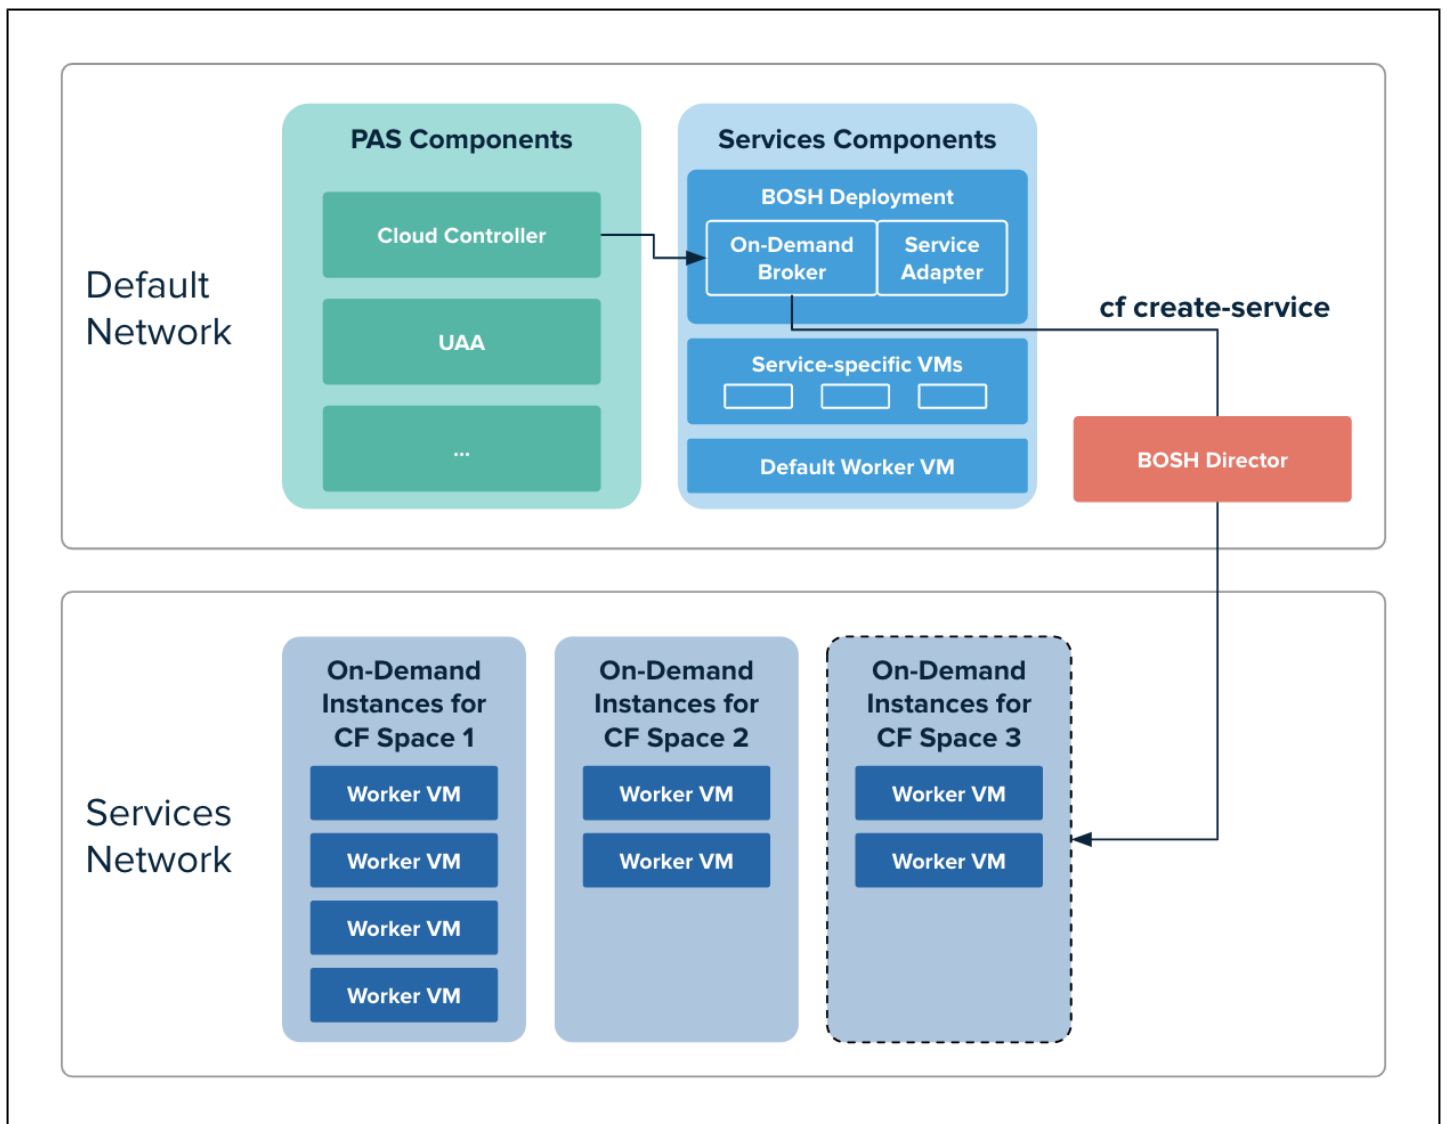 Default
Network
PAS Components
Cloud Controller
UAA
...
Services Components
BOSH Deployment
On-Demand
Broker
Service
Adapter
Service-specific VMs
Default Worker VM
cf create-service
BOSH Director
Services
Network
On-Demand
Instances for
CF Space 1
Worker VM
Worker VM
Worker VM
Worker VM
On-Demand
Instances for
CF Space 2
Worker VM
Worker VM
On-Demand
Instances for
CF Space 3
Worker VM
Worker VM